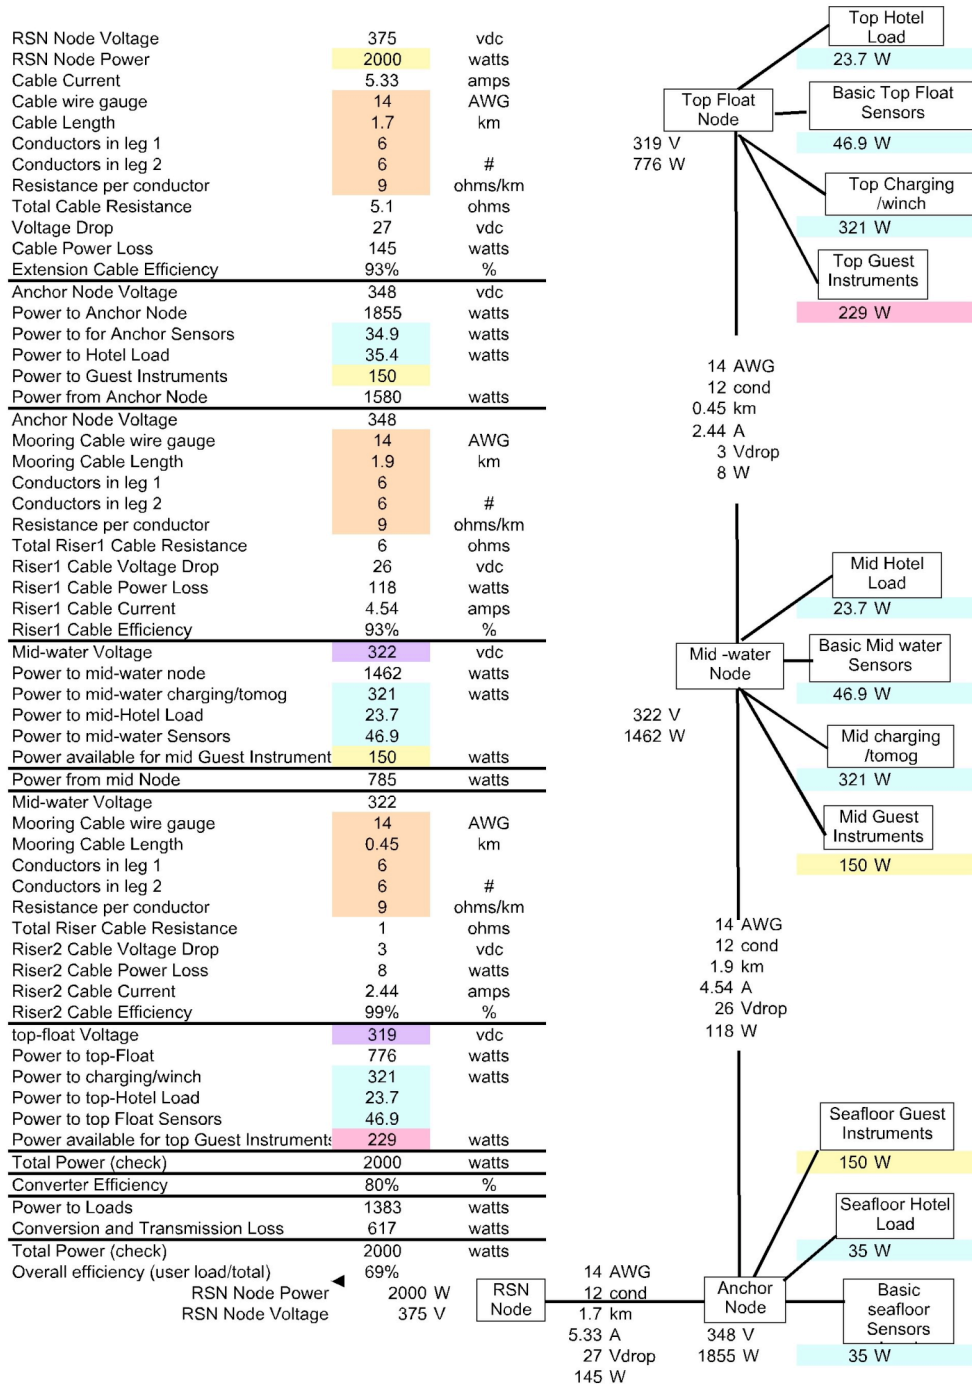 RSN Node Voltage 375 vdc
RSN Node Power 2000 watts
Cable Current 5.33 amps
Cable wire gauge 14 AWG
Cable Length 1.7 km
Conductors in leg 1 6
Conductors in leg 2 6 #
Resistance per conductor 9 ohms/km
Total Cable Resistance 5.1 ohms
Voltage Drop 27 vdc
Cable Power Loss 145 watts
Extension Cable Efficiency 93% %
Anchor Node Voltage 348 vdc
Power to Anchor Node 1855 watts
Power to for Anchor Sensors 34.9 watts
Power to Hotel Load 35.4 watts
Power to Guest Instruments 150
Power from Anchor Node 1580 watts
Anchor Node Voltage 348
Mooring Cable wire gauge 14 AWG
Mooring Cable Length 1.9 km
Conductors in leg 1 6
Conductors in leg 2 6 #
Resistance per conductor 9 ohms/km
Total Riser1 Cable Resistance 6 ohms
Riser1 Cable Voltage Drop 26 vdc
Riser1 Cable Power Loss 118 watts
Riser1 Cable Current 4.54 amps
Riser1 Cable Efficiency 93% %
Mid-water Voltage 322 vdc
Power to mid-water node 1462 watts
Power to mid-water charging/tomog 321 watts
Power to mid-Hotel Load 23.7
Power to mid-water Sensors 46.9
Power available for mid Guest Instrument 150 watts
Power from mid Node 785 watts
Mid-water Voltage 322
Mooring Cable wire gauge 14 AWG
Mooring Cable Length 0.45 km
Conductors in leg 1 6
Conductors in leg 2 6 #
Resistance per conductor 9 ohms/km
Total Riser Cable Resistance 1 ohms
Riser2 Cable Voltage Drop 3 vdc
Riser2 Cable Power Loss 8 watts
Riser2 Cable Current 2.44 amps
Riser2 Cable Efficiency 99% %
top-float Voltage 319 vdc
Power to top-Float 776 watts
Power to charging/winch 321 watts
Power to top-Hotel Load 23.7
Power to top Float Sensors 46.9
Power available for top Guest Instruments 229 watts
Total Power (check) 2000 watts
Converter Efficiency 80% %
Power to Loads 1383 watts
Conversion and Transmission Loss 617 watts
Total Power (check) 2000 watts
Overall efficiency (user load/total) 69%
RSN Node Power 2000 W
RSN Node Voltage 375 V
Top Hotel
Load
23.7 W
Top Float
Node
319 V
776 W
Basic Top Float
Sensors
46.9 W
Top Charging
/winch
321 W
Top Guest
Instruments
229 W
14 AWG
12 cond
0.45 km
2.44 A
3 Vdrop
8 W
Mid Hotel
Load
23.7 W
Mid -water
Node
322 V
1462 W
Basic Mid water
Sensors
46.9 W
Mid charging
/tomog
321 W
Mid Guest
Instruments
150 W
14 AWG
12 cond
1.9 km
4.54 A
26 Vdrop
118 W
Seafloor Guest
Instruments
150 W
Seafloor Hotel
Load
35 W
RSN
Node
14 AWG
12 cond
1.7 km
5.33 A
27 Vdrop
145 W
Anchor
Node
348 V
1855 W
Basic
seafloor
Sensors
35 W